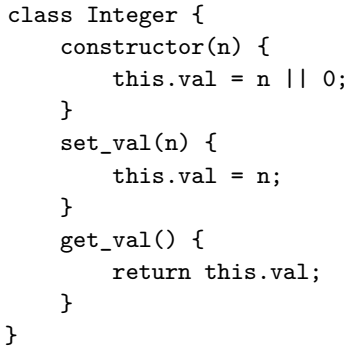 class Integer {
    constructor(n) {
        this.val = n || 0;
    }
    set_val(n) {
        this.val = n;
    }
    get_val() {
        return this.val;
    }
}